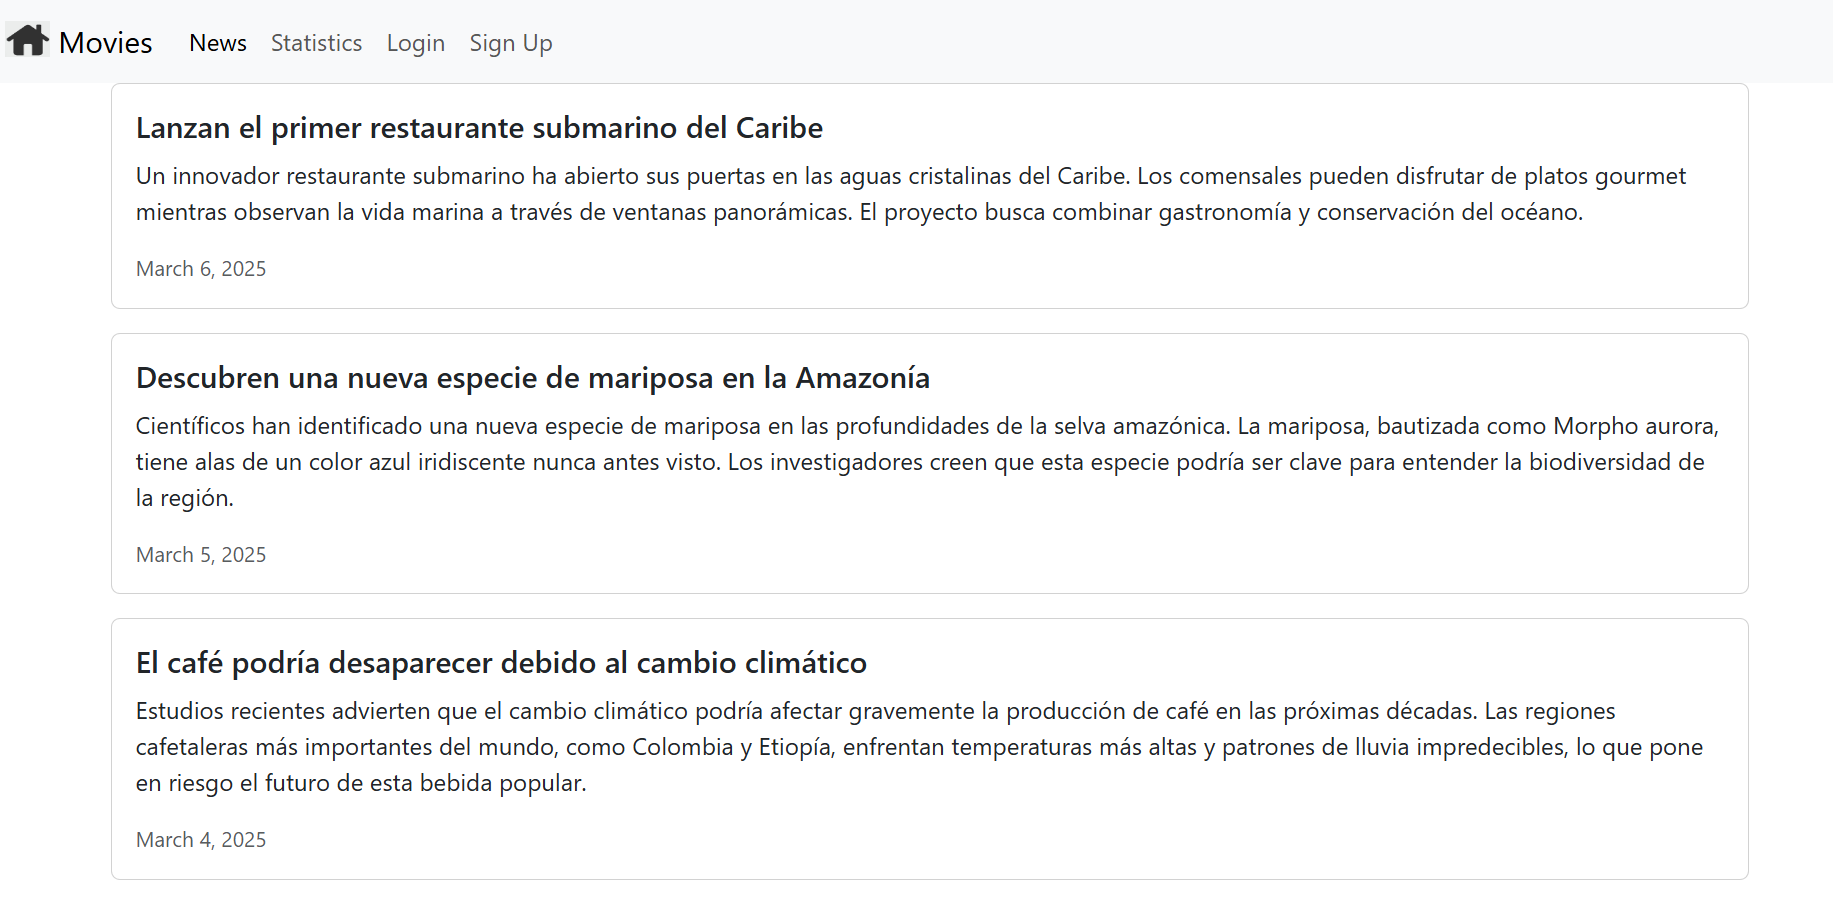 Movies News Statistics Login Sign Up
Lanzan el primer restaurante submarino del Caribe
Un innovador restaurante submarino ha abierto sus puertas en las aguas cristalinas del Caribe. Los comensales pueden disfrutar de platos gourmet
mientras observan la vida marina a través de ventanas panorámicas. El proyecto busca combinar gastronomía y conservación del océano.
March 6, 2025
Descubren una nueva especie de mariposa en la Amazonía
Científicos han identificado una nueva especie de mariposa en las profundidades de la selva amazónica. La mariposa, bautizada como Morpho aurora,
tiene alas de un color azul iridiscente nunca antes visto. Los investigadores creen que esta especie podría ser clave para entender la biodiversidad de
la región.
March 5, 2025
El café podría desaparecer debido al cambio climático
Estudios recientes advierten que el cambio climático podría afectar gravemente la producción de café en las próximas décadas. Las regiones
cafetaleras más importantes del mundo, como Colombia y Etiopía, enfrentan temperaturas más altas y patrones de lluvia impredecibles, lo que pone
en riesgo el futuro de esta bebida popular.
March 4, 2025